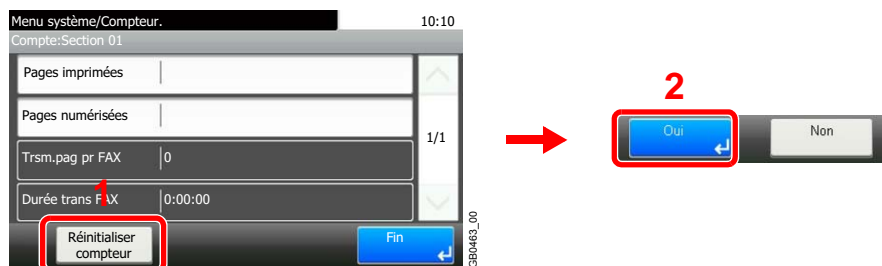 Menu système/Compteur.
10:10
Compte:Section 01
Pages imprimées
Pages numérisées
1/1
Trsm.pag pr FAX 0
Durée trans FAX 0:00:00
1
Réinitialiser
compteur
Fin
GB0463_00
2
Oui
Non